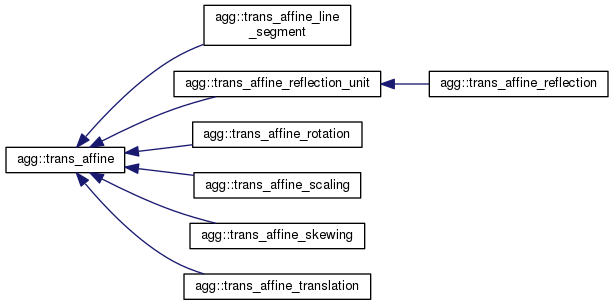 agg::trans_affine_line
_segment
agg::trans_affine_reflection_unit
agg::trans_affine_reflection
agg::trans_affine_rotation
agg::trans_affine
agg::trans_affine_scaling
agg::trans_affine_skewing
agg::trans_affine_translation